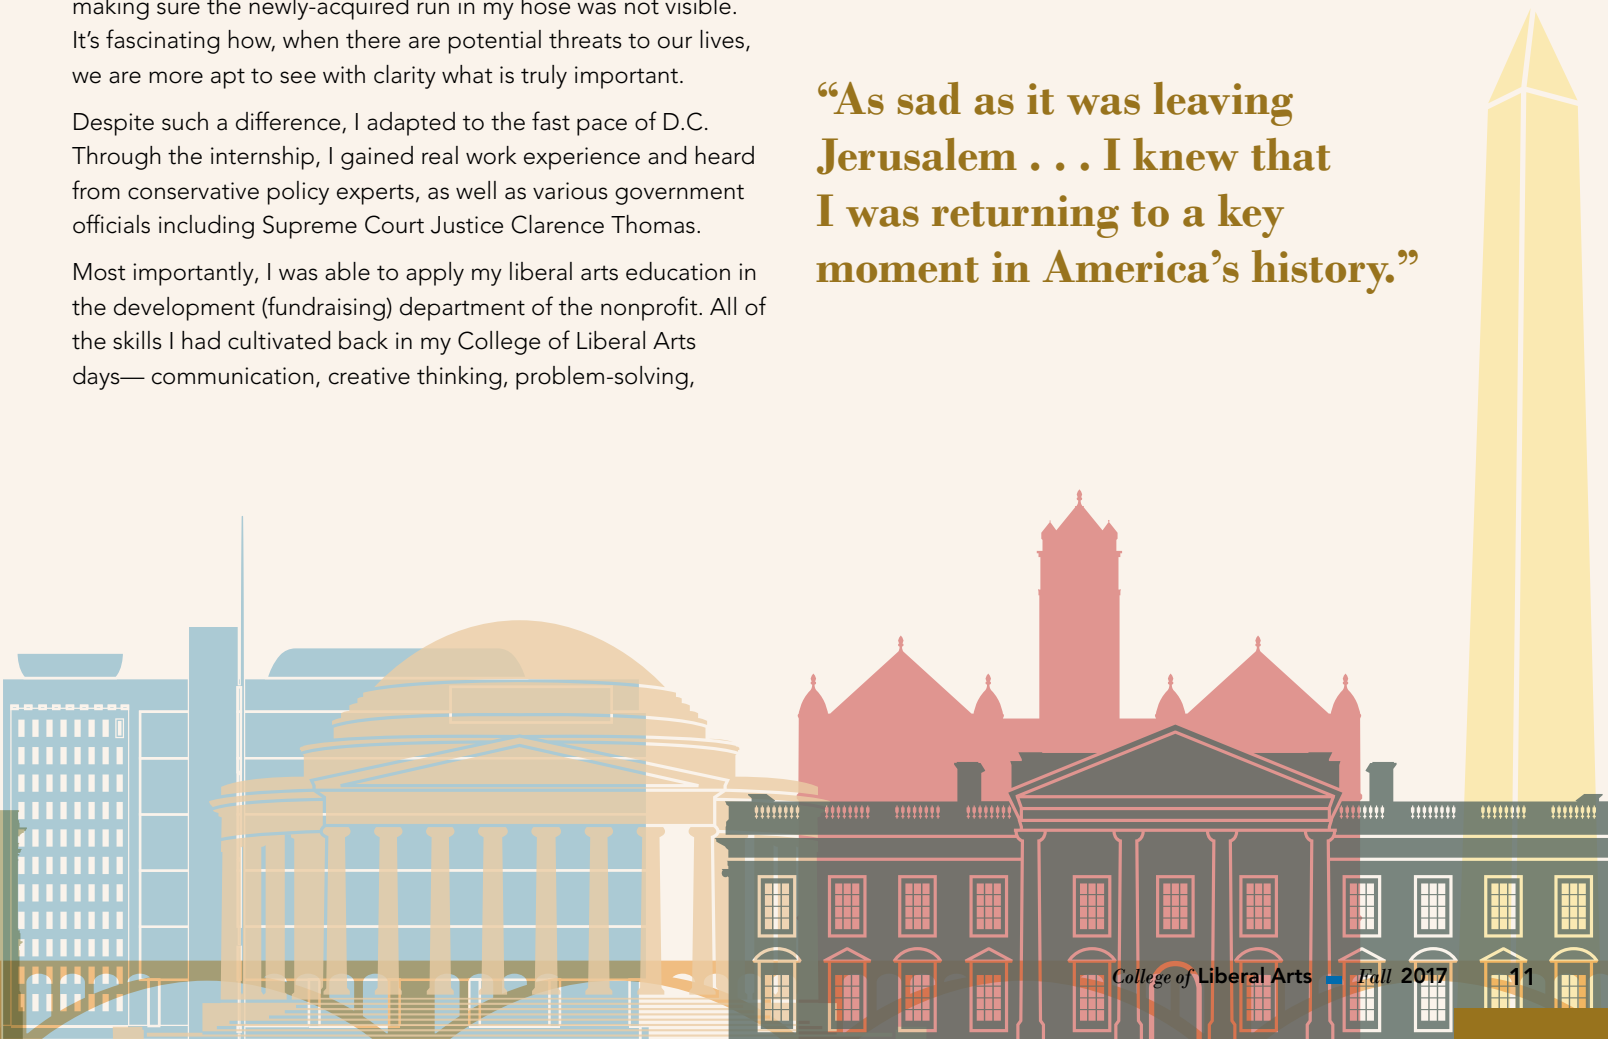 making sure the newly-acquired run in my hose was not visible.
It’s fascinating how, when there are potential threats to our lives,
we are more apt to see with clarity what is truly important.
Despite such a difference, I adapted to the fast pace of D.C.
Through the internship, I gained real work experience and heard
from conservative policy experts, as well as various government
officials including Supreme Court Justice Clarence Thomas.
Most importantly, I was able to apply my liberal arts education in
the development (fundraising) department of the nonprofit. All of
the skills I had cultivated back in my College of Liberal Arts
days— communication, creative thinking, problem-solving,
“As sad as it was leaving
Jerusalem . . . I knew that
I was returning to a key
moment in America’s history.”
College of Liberal Arts Fall 2017 11